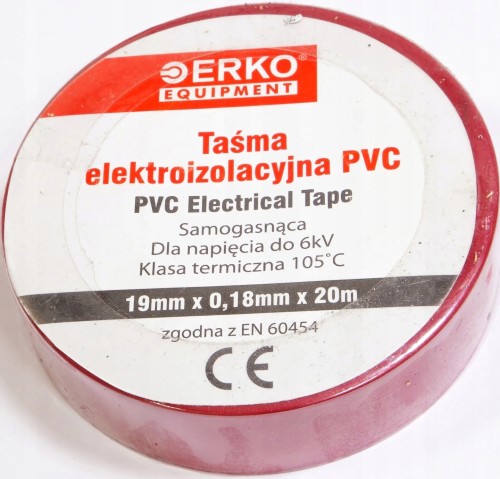 ERKO®
EQUIPMENT
Taśma
elektroizolacyjna PVC
PVC Electrical Tape
Samogasnąca
Dla napięcia do 6kV
Klasa termiczna 105°C
19mm x 0,18mm x 20m
zgodna z EN 60454
CE